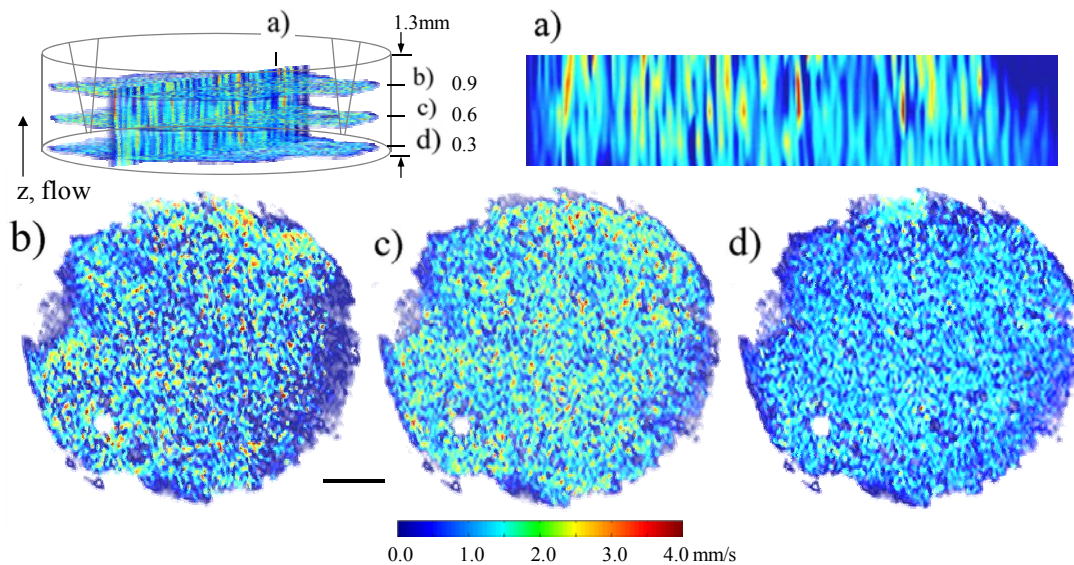 a)
1.3mm
b) 0.9
c) 0.6
d) 0.3
z, flow
a)
b)
c)
d)
0.0 1.0 2.0 3.0 4.0 mm/s